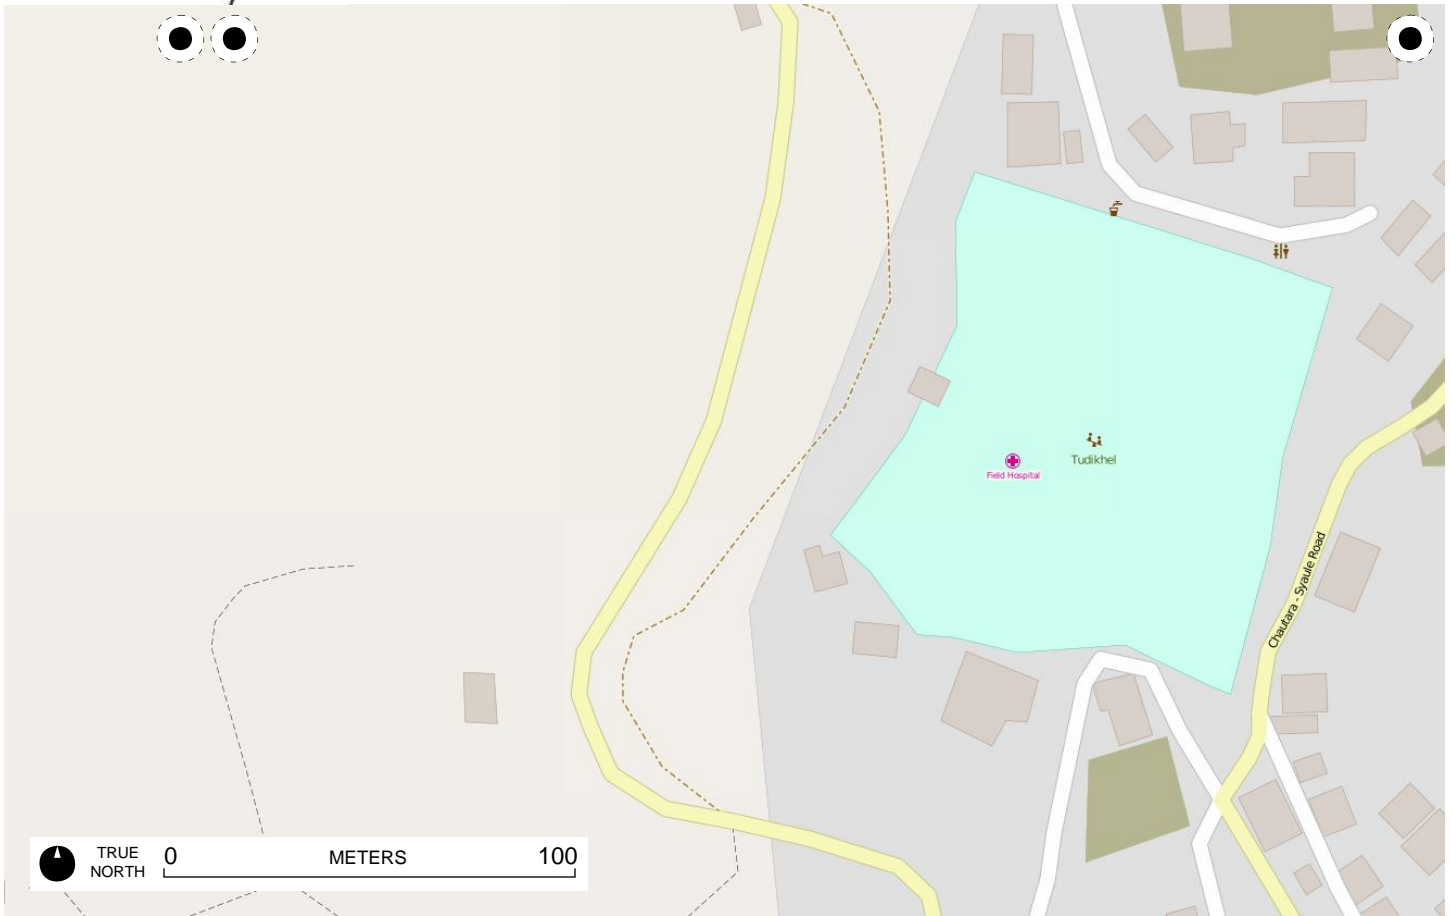 Tudikhel
Field Hospital
Chautara - Syaule Road
TRUE
NORTH
0
METERS
100